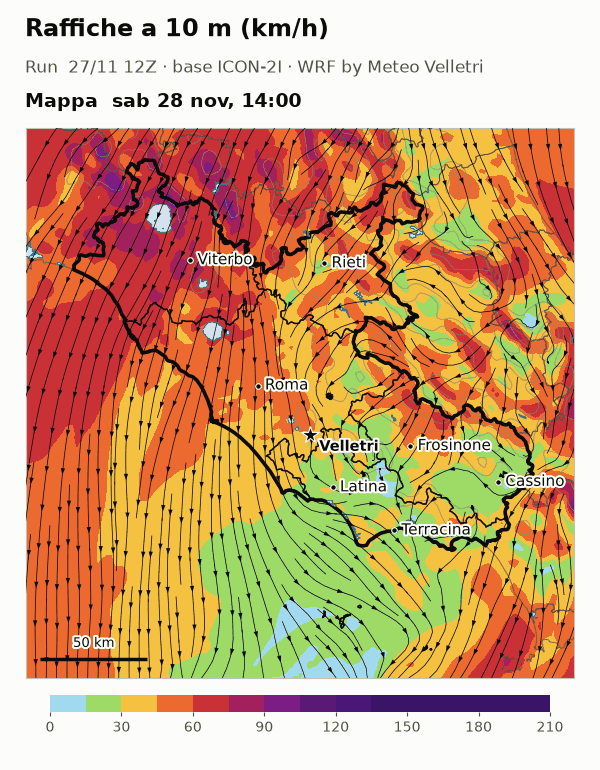 Raffiche a 10 m (km/h)
Run  27/11 12Z · base ICON-2I · WRF by Meteo Velletri
Mappa  sab 28 nov, 14:00
Viterbo
Rieti
Roma
Velletri
Frosinone
Latina
Cassino
Terracina
50 km
0 30 60 90 120 150 180 210